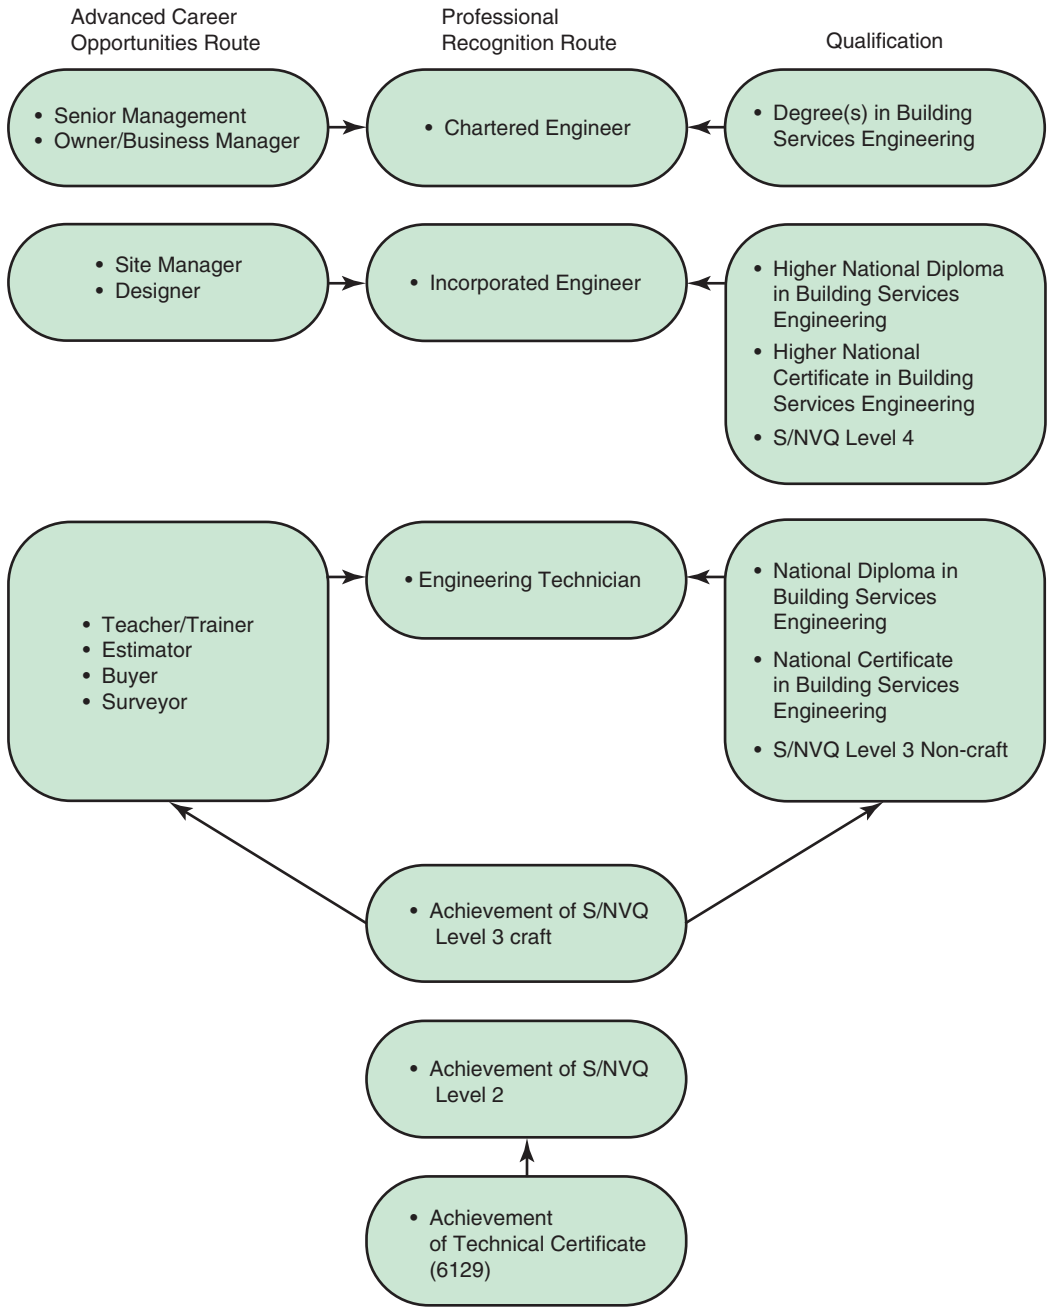 Advanced Career
Opportunities Route
Professional
Recognition Route
Qualification
• Senior Management
• Owner/Business Manager
• Chartered Engineer
• Degree(s) in Building
Services Engineering
• Site Manager
• Designer
• Incorporated Engineer
• Higher National Diploma
in Building Services
Engineering
• Higher National
Certificate in Building
Services Engineering
• S/NVQ Level 4
• Teacher/Trainer
• Estimator
• Buyer
• Surveyor
• Engineering Technician
• National Diploma in
Building Services
Engineering
• National Certificate
in Building Services
Engineering
• S/NVQ Level 3 Non-craft
• Achievement of S/NVQ
Level 3 craft
• Achievement of S/NVQ
Level 2
• Achievement
of Technical Certificate
(6129)